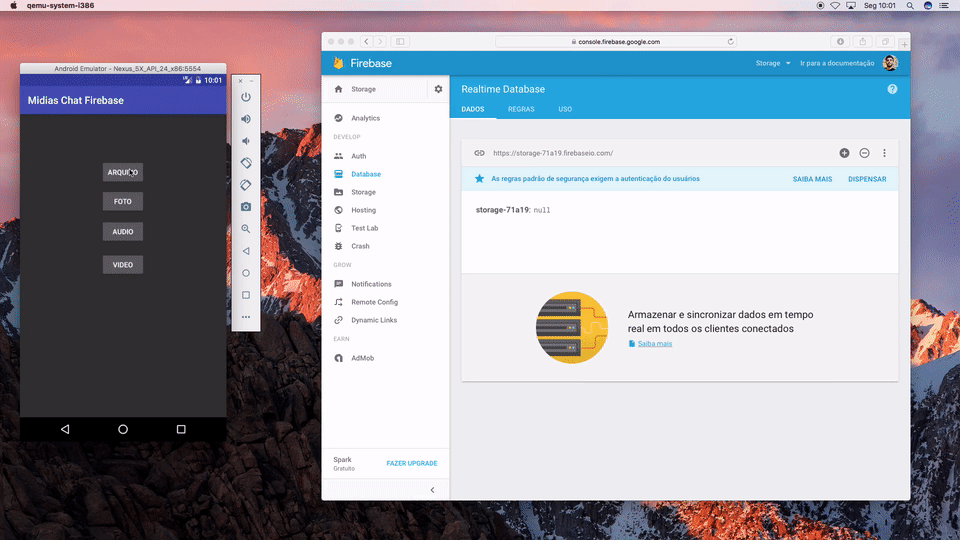 qemu-system-i386
Seg 10:01
Android Emulator - Nexus_5X_API_24_x86:5554
10:01
Midias Chat Firebase
ARQUIVO
FOTO
AUDIO
VIDEO
console.firebase.google.com
Firebase
Storage
Ir para a documentação
Storage
Analytics
DEVELOP
Auth
Database
Storage
Hosting
Test Lab
Crash
GROW
Notifications
Remote Config
Dynamic Links
EARN
AdMob
Spark
Gratuito
FAZER UPGRADE
Realtime Database
DADOS
REGRAS
USO
https://storage-71a19.firebaseio.com/
As regras padrão de segurança exigem a autenticação do usuários
SAIBA MAIS
DISPENSAR
storage-71a19: null
Armazenar e sincronizar dados em tempo
real em todos os clientes conectados
Saiba mais